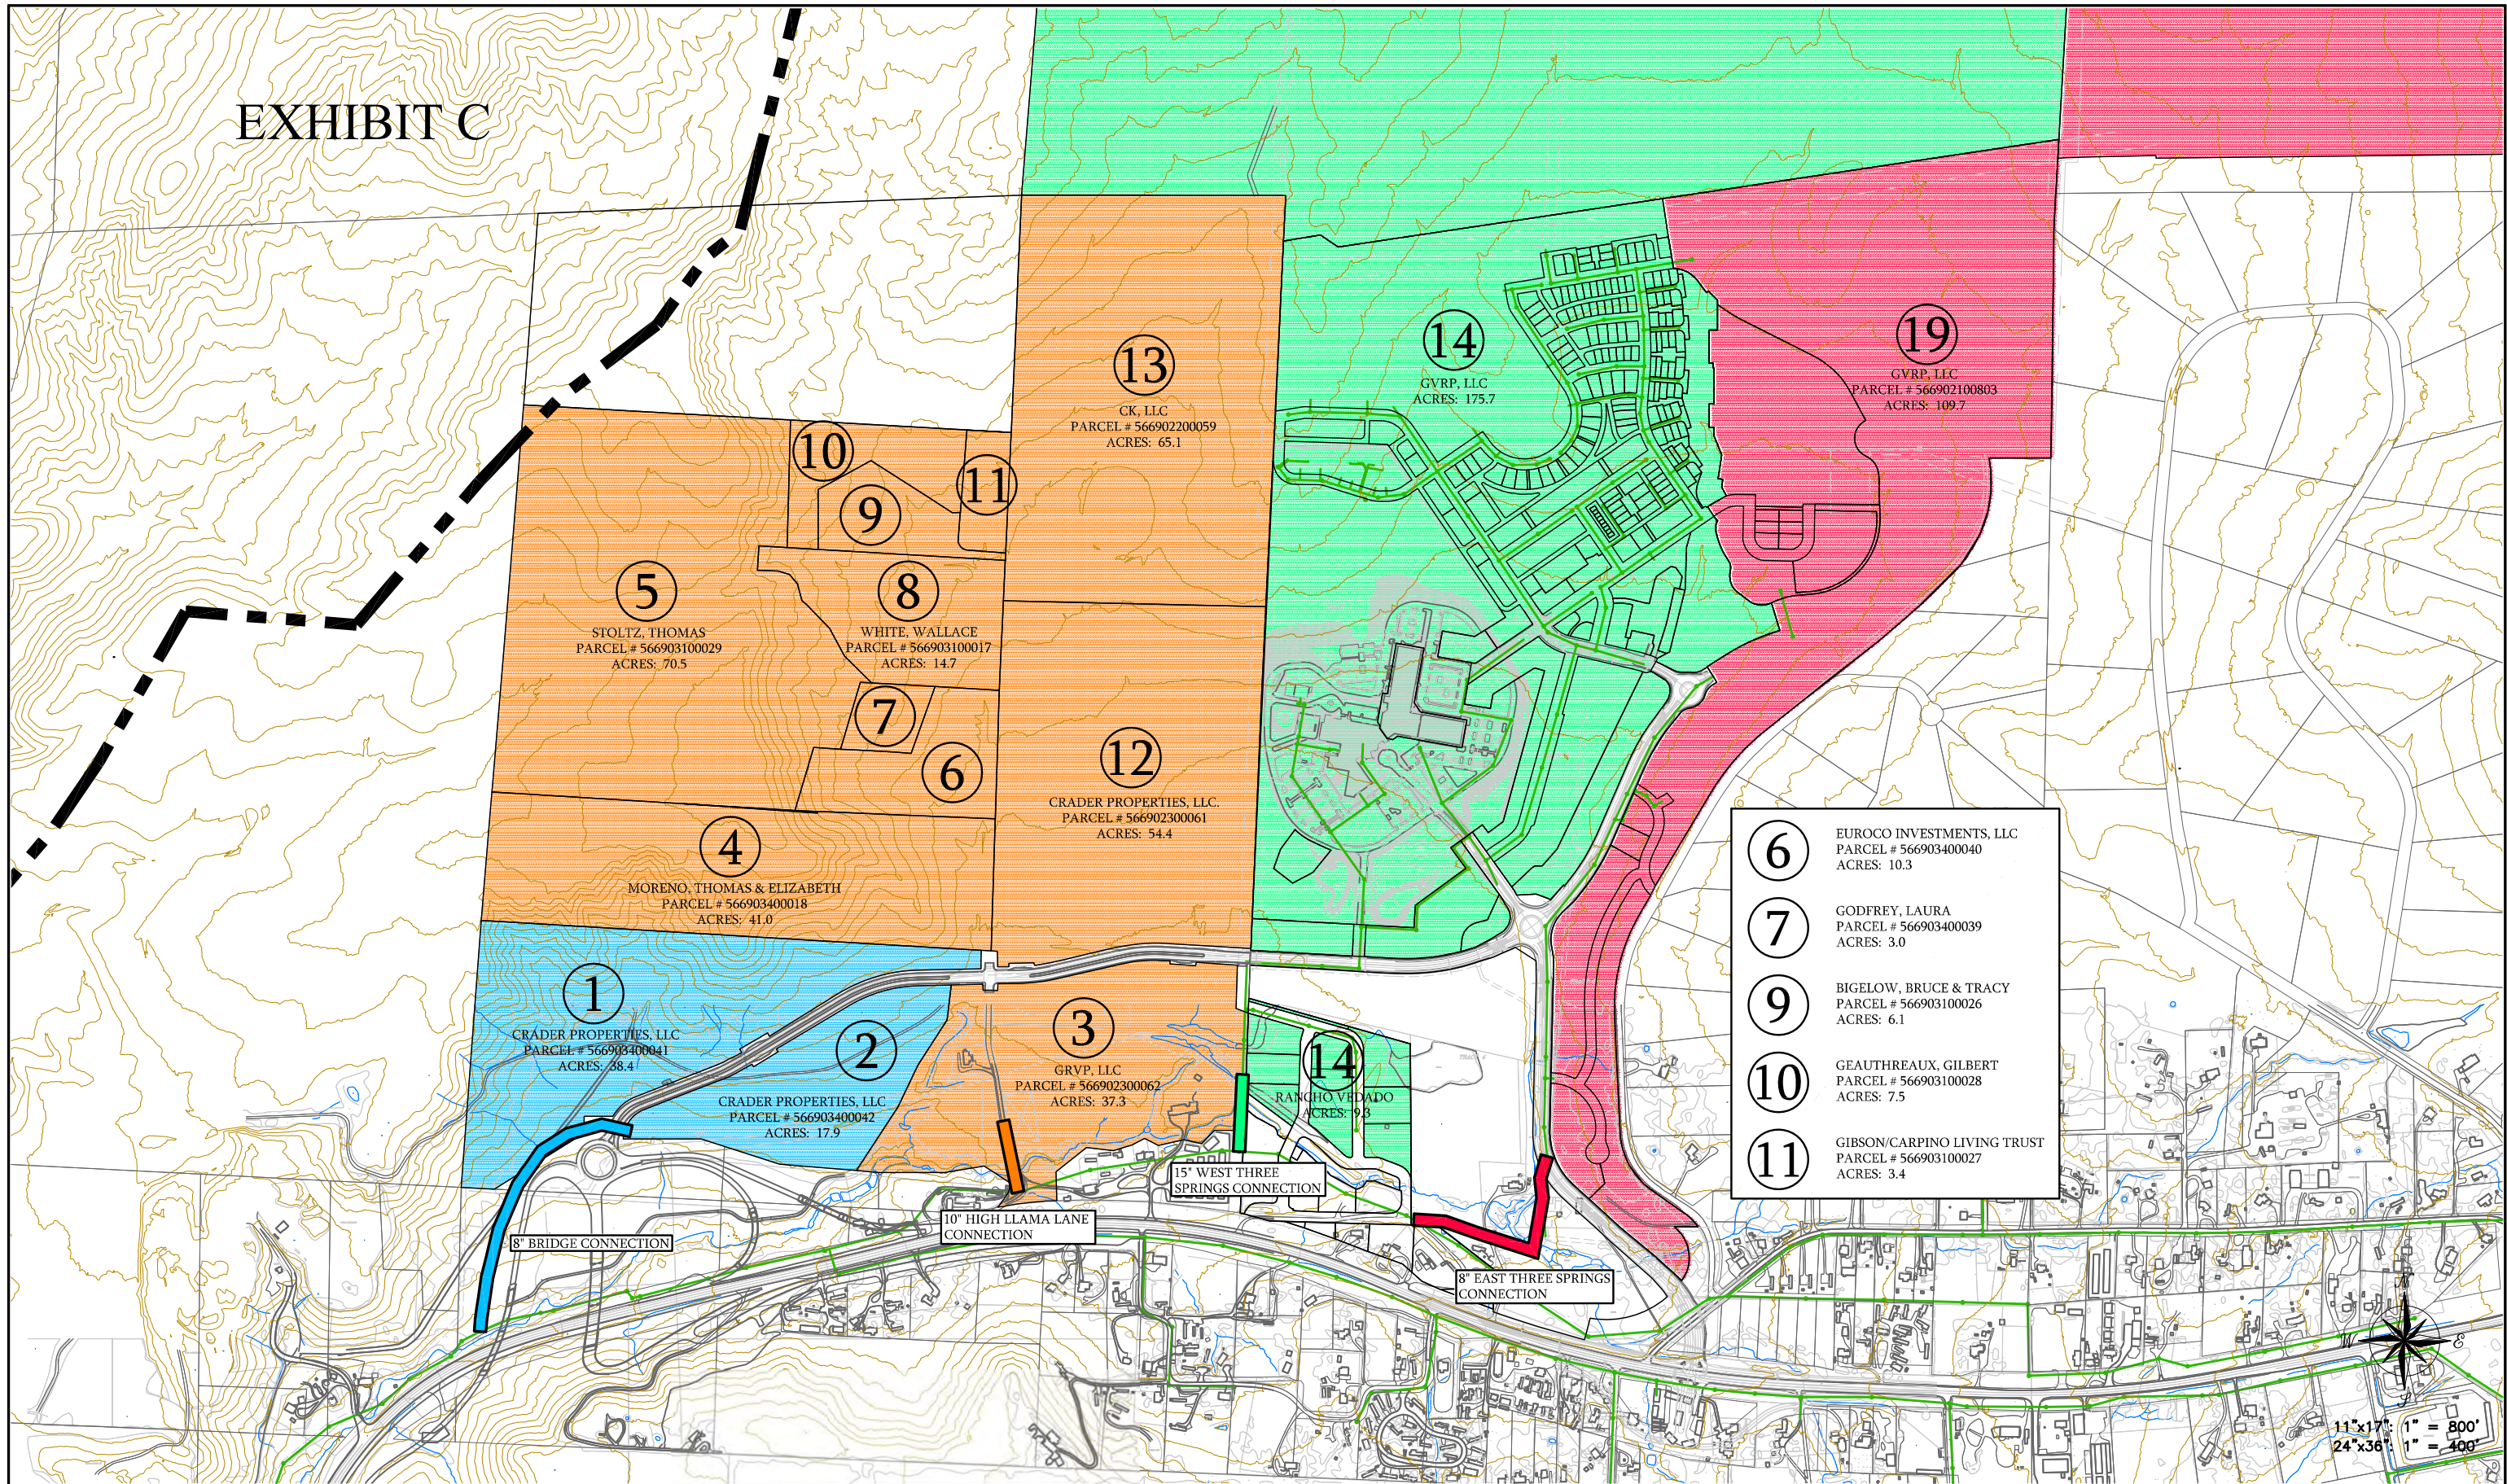 EXHIBIT C
13
CK, LLC
PARCEL # 566902200059
ACRES: 65.1
14
GVRP, LLC
ACRES: 175.7
19
GVRP, LLC
PARCEL # 566902100803
ACRES: 109.7
10
11
9
5
STOLTZ, THOMAS
PARCEL # 566903100029
ACRES: 70.5
8
WHITE, WALLACE
PARCEL # 566903100017
ACRES: 14.7
7
6
12
CRADER PROPERTIES, LLC.
PARCEL # 566902300061
ACRES: 54.4
4
MORENO, THOMAS & ELIZABETH
PARCEL # 566903400018
ACRES: 41.0
1
CRADER PROPERTIES, LLC
PARCEL # 566903400041
ACRES: 38.4
2
CRADER PROPERTIES, LLC
PARCEL # 566903400042
ACRES: 17.9
3
GRVP, LLC
PARCEL # 566902300062
ACRES: 37.3
14
RANCHO VEDADO
ACRES: 9.3
8" BRIDGE CONNECTION
10" HIGH LLAMA LANE
CONNECTION
15" WEST THREE
SPRINGS CONNECTION
8" EAST THREE SPRINGS
CONNECTION
6
EUROCO INVESTMENTS, LLC
PARCEL # 566903400040
ACRES: 10.3
7
GODFREY, LAURA
PARCEL # 566903400039
ACRES: 3.0
9
BIGELOW, BRUCE & TRACY
PARCEL # 566903100026
ACRES: 6.1
10
GEAUTHREAUX, GILBERT
PARCEL # 566903100028
ACRES: 7.5
11
GIBSON/CARPINO LIVING TRUST
PARCEL # 566903100027
ACRES: 3.4
N
W
E
S
11"x17": 1" = 800'
24"x36": 1" = 400'